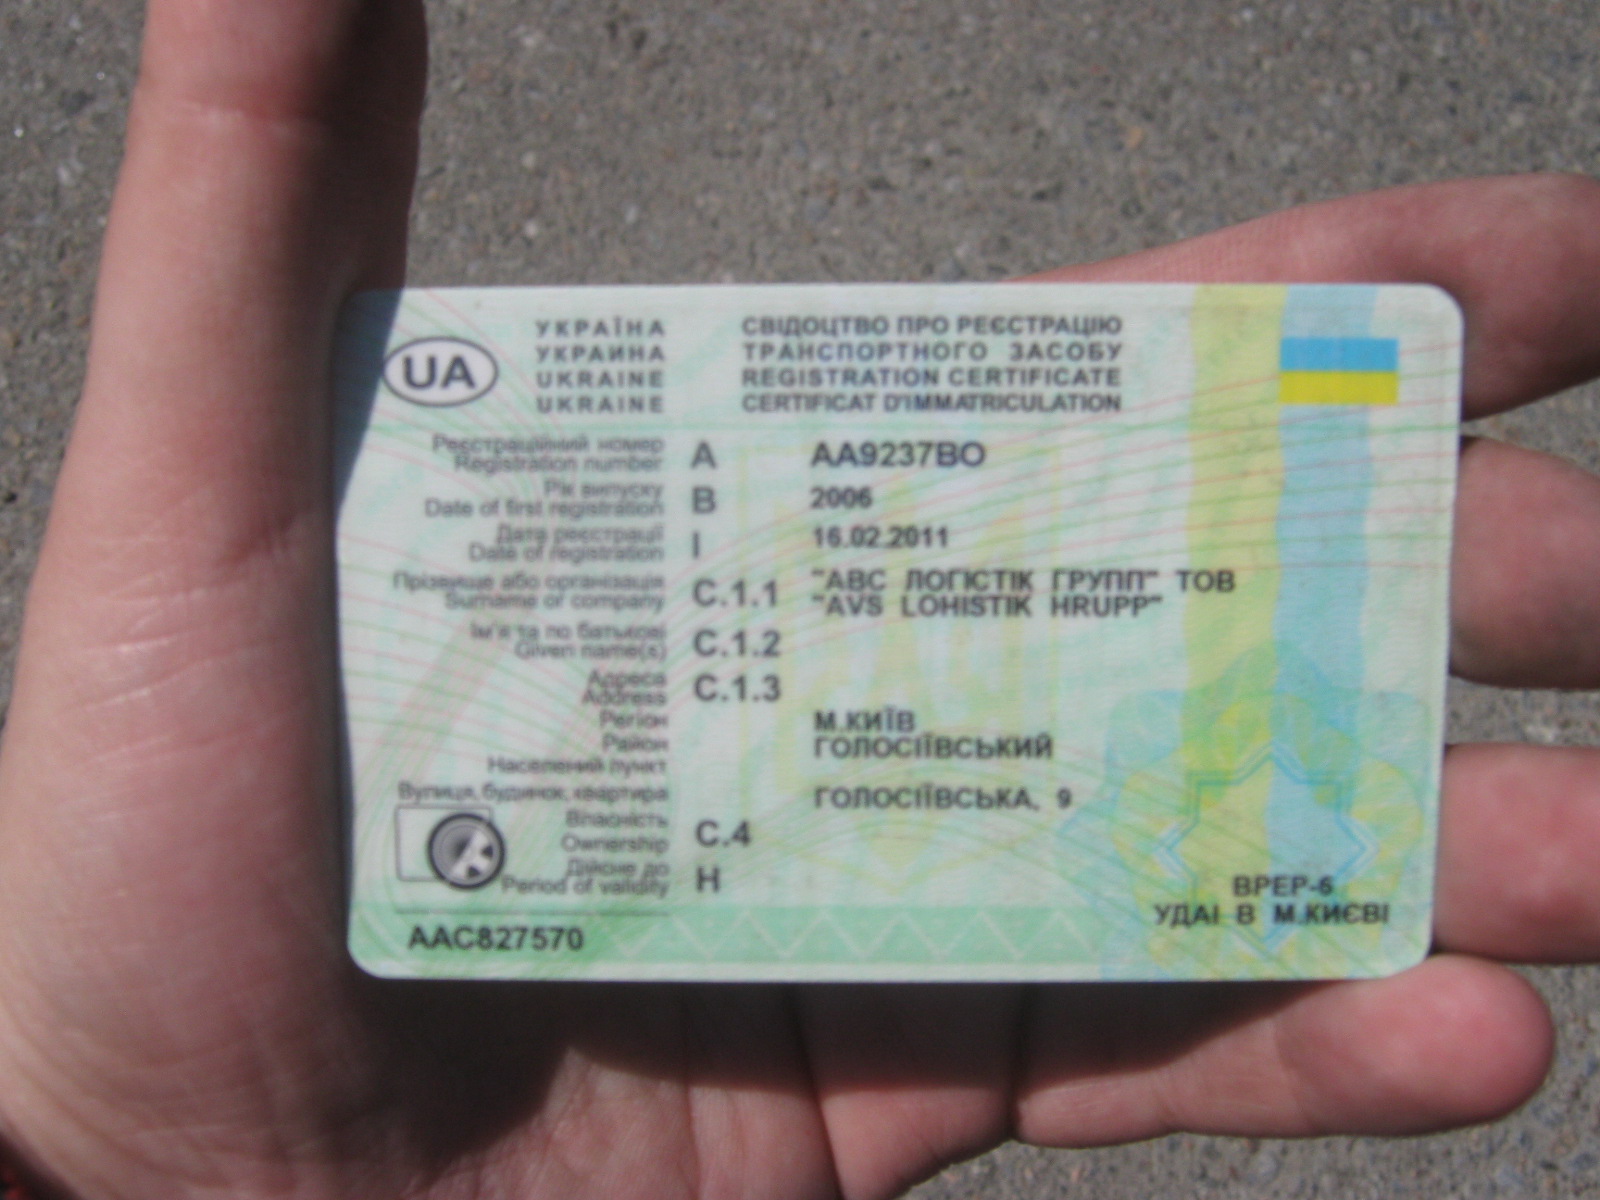 UA
УКРАЇНА
УКРАИНА
UKRAINE
UKRAINE
СВІДОЦТВО ПРО РЕЄСТРАЦІЮ
ТРАНСПОРТНОГО ЗАСОБУ
REGISTRATION CERTIFICATE
CERTIFICAT D'IMMATRICULATION
Реєстраційний номер
Registration number
A
AA9237BO
Рік випуску
Date of first registration
B
2006
Дата реєстрації
Date of registration
I
16.02.2011
Прізвище або організація
Surname or company
C.1.1
"АВС ЛОГІСТІК ГРУПП" ТОВ
"AVS LOHISTIK HRUPP"
Ім'я та по батькові
Given name(s)
C.1.2
Адреса
Address
C.1.3
Регіон
М.КИЇВ
Район
ГОЛОСІЇВСЬКИЙ
Населений пункт
Вулиця, будинок, квартира
ГОЛОСІЇВСЬКА, 9
Власність
Ownership
C.4
Дійсне до
Period of validity
H
ВРЕР-6
УДАІ В М.КИЄВІ
ААС827570